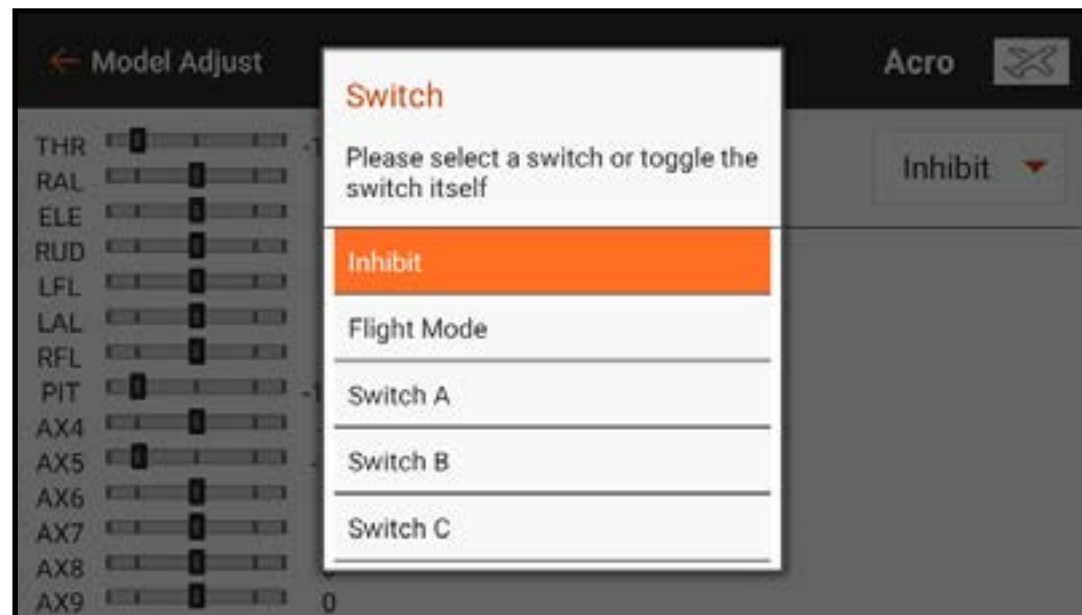 ← Model Adjust
Acro
Switch
Please select a switch or toggle the
switch itself
Inhibit
Inhibit
Flight Mode
Switch A
Switch B
Switch C
THR
RAL
ELE
RUD
LFL
LAL
RFL
PIT
AX4
AX5
AX6
AX7
AX8
AX9 0